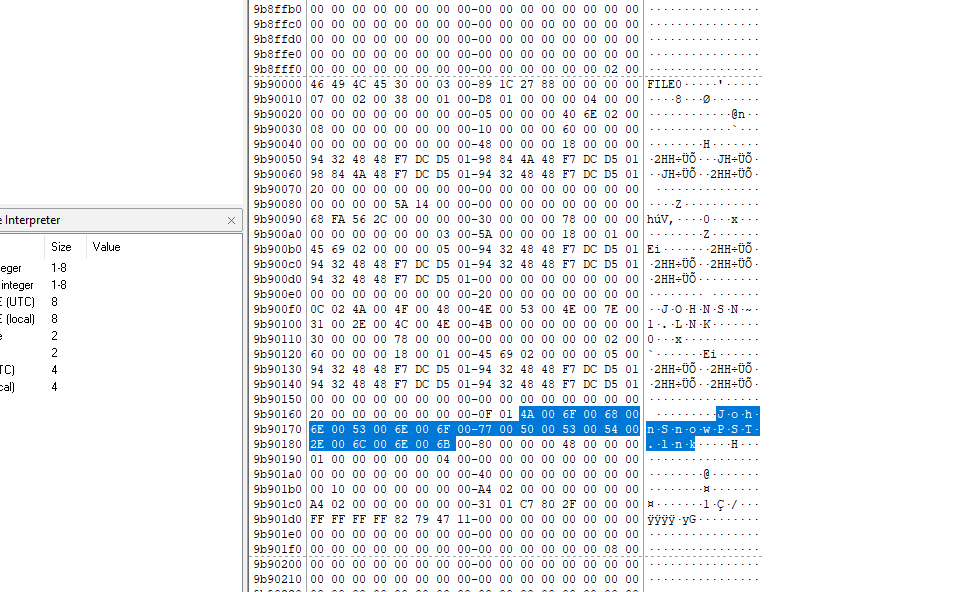 e Interpreter ×
Size Value
eger 1-8
integer 1-8
E (UTC) 8
E (local) 8
e 2
2
TC) 4
cal) 4
9b8ffb0 00 00 00 00 00 00 00 00-00 00 00 00 00 00 00 00 ················
9b8ffc0 00 00 00 00 00 00 00 00-00 00 00 00 00 00 00 00 ················
9b8ffd0 00 00 00 00 00 00 00 00-00 00 00 00 00 00 00 00 ················
9b8ffe0 00 00 00 00 00 00 00 00-00 00 00 00 00 00 00 00 ················
9b8fff0 00 00 00 00 00 00 00 00-00 00 00 00 00 00 02 00 ················
9b90000 46 49 4C 45 30 00 03 00-89 1C 27 88 00 00 00 00 FILE0·····'·····
9b90010 07 00 02 00 38 00 01 00-D8 01 00 00 00 04 00 00 ····8···Ø·······
9b90020 00 00 00 00 00 00 00 00-05 00 00 00 40 6E 02 00 ············@n··
9b90030 08 00 00 00 00 00 00 00-10 00 00 00 60 00 00 00 ············`···
9b90040 00 00 00 00 00 00 00 00-48 00 00 00 18 00 00 00 ········H·······
9b90050 94 32 48 48 F7 DC D5 01-98 84 4A 48 F7 DC D5 01 ·2HH÷ÜÕ···JH÷ÜÕ·
9b90060 98 84 4A 48 F7 DC D5 01-94 32 48 48 F7 DC D5 01 ··JH÷ÜÕ··2HH÷ÜÕ·
9b90070 20 00 00 00 00 00 00 00-00 00 00 00 00 00 00 00  ···············
9b90080 00 00 00 00 5A 14 00 00-00 00 00 00 00 00 00 00 ····Z···········
9b90090 68 FA 56 2C 00 00 00 00-30 00 00 00 78 00 00 00 húV,····0···x···
9b900a0 00 00 00 00 00 00 03 00-5A 00 00 00 18 00 01 00 ········Z·······
9b900b0 45 69 02 00 00 00 05 00-94 32 48 48 F7 DC D5 01 Ei·······2HH÷ÜÕ·
9b900c0 94 32 48 48 F7 DC D5 01-94 32 48 48 F7 DC D5 01 ·2HH÷ÜÕ··2HH÷ÜÕ·
9b900d0 94 32 48 48 F7 DC D5 01-00 00 00 00 00 00 00 00 ·2HH÷ÜÕ·········
9b900e0 00 00 00 00 00 00 00 00-20 00 00 00 00 00 00 00 ········ ·······
9b900f0 0C 02 4A 00 4F 00 48 00-4E 00 53 00 4E 00 7E 00 ··J·O·H·N·S·N·~·
9b90100 31 00 2E 00 4C 00 4E 00-4B 00 00 00 00 00 00 00 1·.·L·N·K·······
9b90110 30 00 00 00 78 00 00 00-00 00 00 00 00 00 02 00 0···x···········
9b90120 60 00 00 00 18 00 01 00-45 69 02 00 00 00 05 00 `·······Ei······
9b90130 94 32 48 48 F7 DC D5 01-94 32 48 48 F7 DC D5 01 ·2HH÷ÜÕ··2HH÷ÜÕ·
9b90140 94 32 48 48 F7 DC D5 01-94 32 48 48 F7 DC D5 01 ·2HH÷ÜÕ··2HH÷ÜÕ·
9b90150 00 00 00 00 00 00 00 00-00 00 00 00 00 00 00 00 ················
9b90160 20 00 00 00 00 00 00 00-0F 01 4A 00 6F 00 68 00  ·········J·o·h·
9b90170 6E 00 53 00 6E 00 6F 00-77 00 50 00 53 00 54 00 n·S·n·o·w·P·S·T·
9b90180 2E 00 6C 00 6E 00 6B 00-80 00 00 00 48 00 00 00 .·l·n·k·····H···
9b90190 01 00 00 00 00 00 04 00-00 00 00 00 00 00 00 00 ················
9b901a0 00 00 00 00 00 00 00 00-40 00 00 00 00 00 00 00 ········@·······
9b901b0 00 10 00 00 00 00 00 00-A4 02 00 00 00 00 00 00 ········¤·······
9b901c0 A4 02 00 00 00 00 00 00-31 01 C7 80 2F 00 00 00 ¤·······1·Ç·/···
9b901d0 FF FF FF FF 82 79 47 11-00 00 00 00 00 00 00 00 ÿÿÿÿ·yG·········
9b901e0 00 00 00 00 00 00 00 00-00 00 00 00 00 00 00 00 ················
9b901f0 00 00 00 00 00 00 00 00-00 00 00 00 00 00 08 00 ················
9b90200 00 00 00 00 00 00 00 00-00 00 00 00 00 00 00 00 ················
9b90210 00 00 00 00 00 00 00 00-00 00 00 00 00 00 00 00 ················